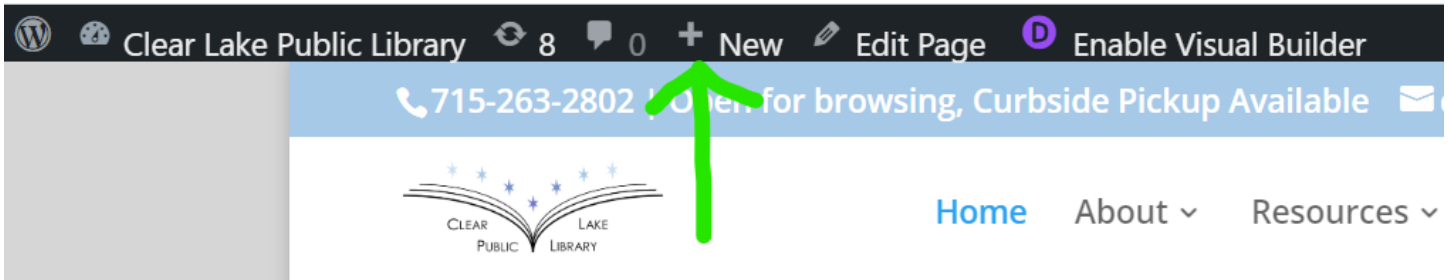 Clear Lake Public Library 8 0 + New Edit Page D Enable Visual Builder
715-263-2802 | Open for browsing, Curbside Pickup Available
Home About Resources
CLEAR LAKE
PUBLIC LIBRARY